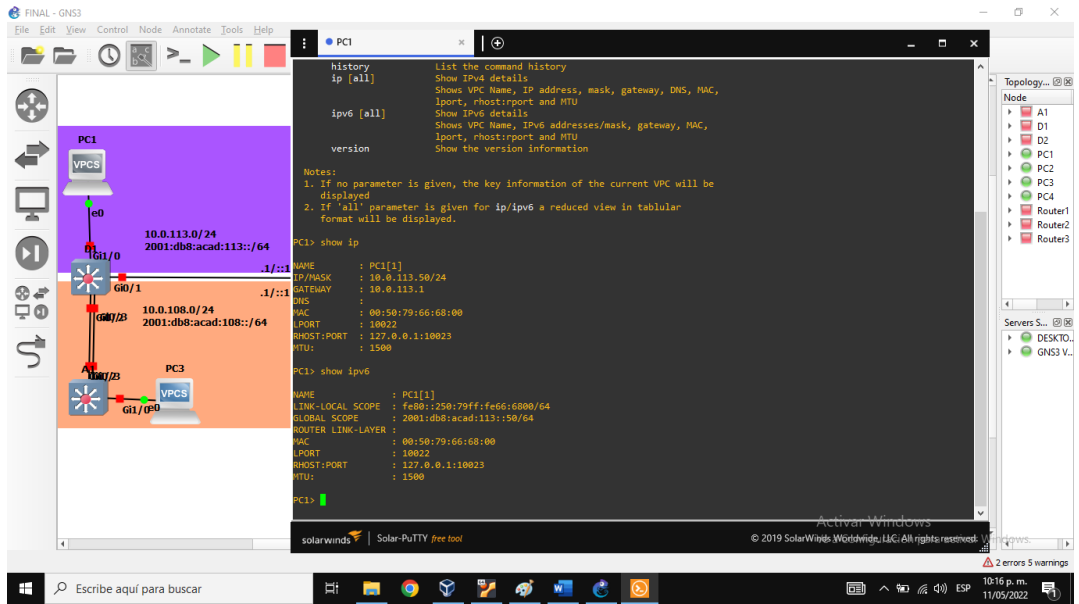 FINAL - GNS3
File Edit View Control Node Annotate Tools Help
PC1
history List the command history
ip [all] Show IPv4 details
Shows VPC Name, IP address, mask, gateway, DNS, MAC,
lport, rhost:rport and MTU
ipv6 [all] Show IPv6 details
Shows VPC Name, IPv6 addresses/mask, gateway, MAC,
lport, rhost:rport and MTU
version Show the version information
Notes:
1. If no parameter is given, the key information of the current VPC will be
displayed
2. If 'all' parameter is given for ip/ipv6 a reduced view in tablular
format will be displayed.
PC1> show ip
NAME : PC1[1]
IP/MASK : 10.0.113.50/24
GATEWAY : 10.0.113.1
DNS :
MAC : 00:50:79:66:68:00
LPORT : 10022
RHOST:PORT : 127.0.0.1:10023
MTU: : 1500
PC1> show ipv6
NAME : PC1[1]
LINK-LOCAL SCOPE : fe80::250:79ff:fe66:6800/64
GLOBAL SCOPE : 2001:db8:acad:113::50/64
ROUTER LINK-LAYER :
MAC : 00:50:79:66:68:00
LPORT : 10022
RHOST:PORT : 127.0.0.1:10023
MTU: : 1500
PC1>
solarwinds Solar-PuTTY free tool
© 2019 SolarWinds Worldwide, LLC. All rights reserved.
Activar Windows
PC1
VPCS
e0
10.0.113.0/24
2001:db8:acad:113::/64
D1
Gi1/0
.1/::1
Gi0/1
.1/::1
10.0.108.0/24
2001:db8:acad:108::/64
A1
PC3
VPCS
Gi1/0
e0
Topology...
Node
A1
D1
D2
PC1
PC2
PC3
PC4
Router1
Router2
Router3
Servers S...
DESKTO...
GNS3 V...
2 errors 5 warnings
Escribe aquí para buscar
ESP
10:16 p. m.
11/05/2022